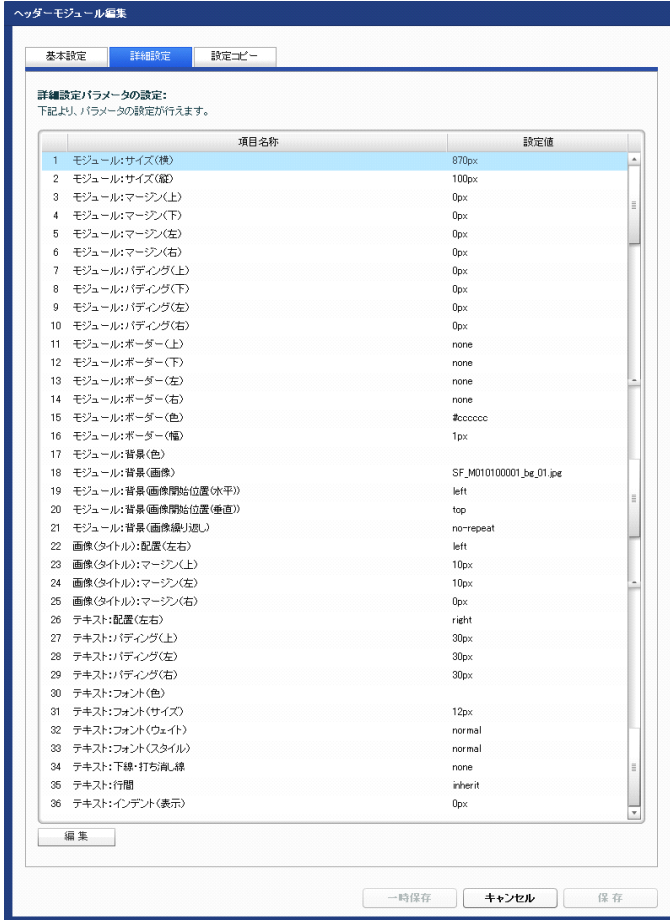 ヘッダーモジュール編集
基本設定 詳細設定 設定コピー
詳細設定パラメータの設定:
下記より、パラメータの設定が行えます。
項目名称 設定値
1 モジュール:サイズ(横) 870px
2 モジュール:サイズ(縦) 100px
3 モジュール:マージン(上) 0px
4 モジュール:マージン(下) 0px
5 モジュール:マージン(左) 0px
6 モジュール:マージン(右) 0px
7 モジュール:パディング(上) 0px
8 モジュール:パディング(下) 0px
9 モジュール:パディング(左) 0px
10 モジュール:パディング(右) 0px
11 モジュール:ボーダー(上) none
12 モジュール:ボーダー(下) none
13 モジュール:ボーダー(左) none
14 モジュール:ボーダー(右) none
15 モジュール:ボーダー(色) #cccccc
16 モジュール:ボーダー(幅) 1px
17 モジュール:背景(色)
18 モジュール:背景(画像) SF_M010100001_bg_01.jpg
19 モジュール:背景(画像開始位置(水平)) left
20 モジュール:背景(画像開始位置(垂直)) top
21 モジュール:背景(画像繰り返し) no-repeat
22 画像(タイトル):配置(左右) left
23 画像(タイトル):マージン(上) 10px
24 画像(タイトル):マージン(左) 10px
25 画像(タイトル):マージン(右) 0px
26 テキスト:配置(左右) right
27 テキスト:パディング(上) 30px
28 テキスト:パディング(左) 30px
29 テキスト:パディング(右) 30px
30 テキスト:フォント(色)
31 テキスト:フォント(サイズ) 12px
32 テキスト:フォント(ウェイト) normal
33 テキスト:フォント(スタイル) normal
34 テキスト:下線・打ち消し線 none
35 テキスト:行間 inherit
36 テキスト:インデント(表示) 0px
編集
一時保存 キャンセル 保存